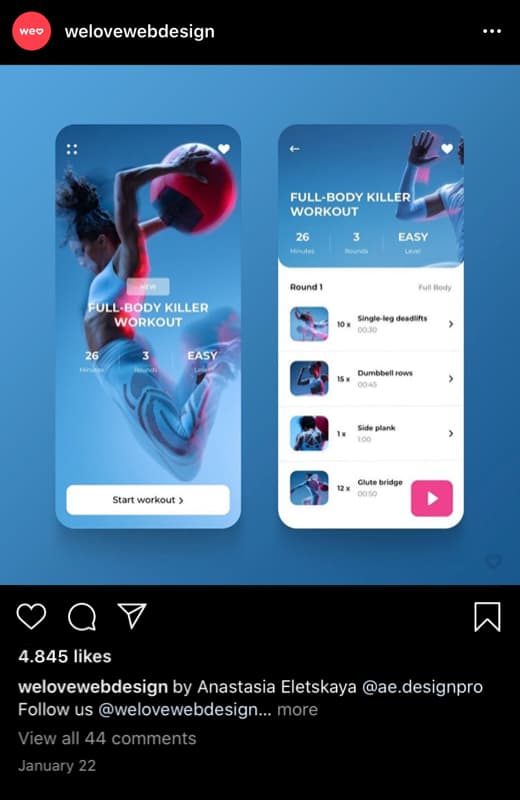 we
welovewebdesign
NEW
FULL-BODY KILLER
WORKOUT
26 3 EASY
Minutes Rounds Level
Start workout >
FULL-BODY KILLER
WORKOUT
26 3 EASY
Minutes Rounds Level
Round 1 Full Body
10 x Single-leg deadlifts
00:30
15 x Dumbbell rows
00:45
1 x Side plank
1:00
12 x Glute bridge
00:50
4.845 likes
welovewebdesign by Anastasia Eletskaya @ae.designpro
Follow us @welovewebdesign... more
View all 44 comments
January 22